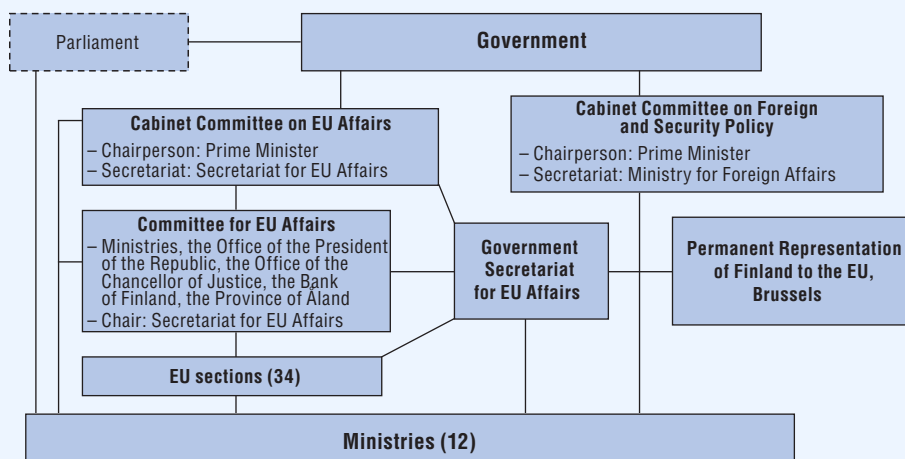 Parliament
Government
Cabinet Committee on EU Affairs
– Chairperson: Prime Minister
– Secretariat: Secretariat for EU Affairs
Cabinet Committee on Foreign
and Security Policy
– Chairperson: Prime Minister
– Secretariat: Ministry for Foreign Affairs
Committee for EU Affairs
– Ministries, the Office of the President
of the Republic, the Office of the
Chancellor of Justice, the Bank
of Finland, the Province of Åland
– Chair: Secretariat for EU Affairs
Government
Secretariat
for EU Affairs
Permanent Representation
of Finland to the EU,
Brussels
EU sections (34)
Ministries (12)